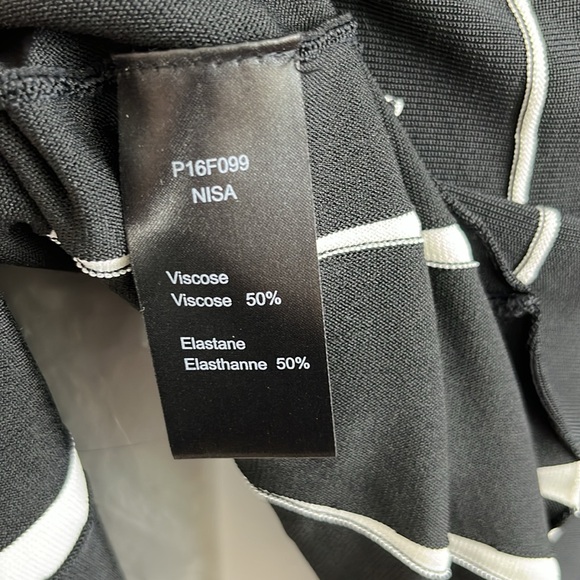 P16F099
NISA
Viscose
Viscose 50%
Elastane
Elasthanne 50%